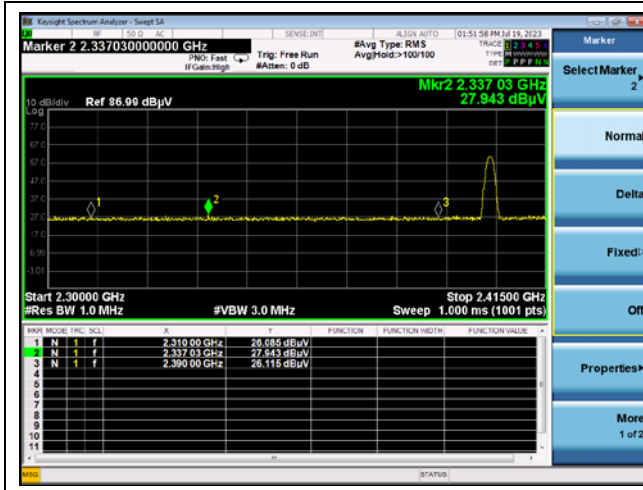 Keysight Spectrum Analyzer - Swept SA
RF 50 Ω AC SENSE:INT ALIGN AUTO 01:51:58 PM Jul 19, 2023
Marker 2 2.337030000000 GHz
PNO: Fast
IFGain:High
Trig: Free Run
#Atten: 0 dB
#Avg Type: RMS
Avg|Hold:>100/100
TRACE 1 2 3 4 5 6
TYPE M
DET P P P P N N
Mkr2 2.337 03 GHz
27.943 dBµV
10 dB/div Ref 86.99 dBµV
Log
77.0
67.0
57.0
47.0
37.0
27.0
17.0
6.99
-3.01
1
2
3
Start 2.30000 GHz Stop 2.41500 GHz
#Res BW 1.0 MHz #VBW 3.0 MHz Sweep 1.000 ms (1001 pts)
MKR MODE TRC SCL X Y FUNCTION FUNCTION WIDTH FUNCTION VALUE
1 N 1 f 2.310 00 GHz 26.085 dBµV
2 N 1 f 2.337 03 GHz 27.943 dBµV
3 N 1 f 2.390 00 GHz 26.115 dBµV
4
5
6
7
8
9
10
11
MSG STATUS
Marker
Select Marker
2
Normal
Delta
Fixed
Off
Properties
More
1 of 2